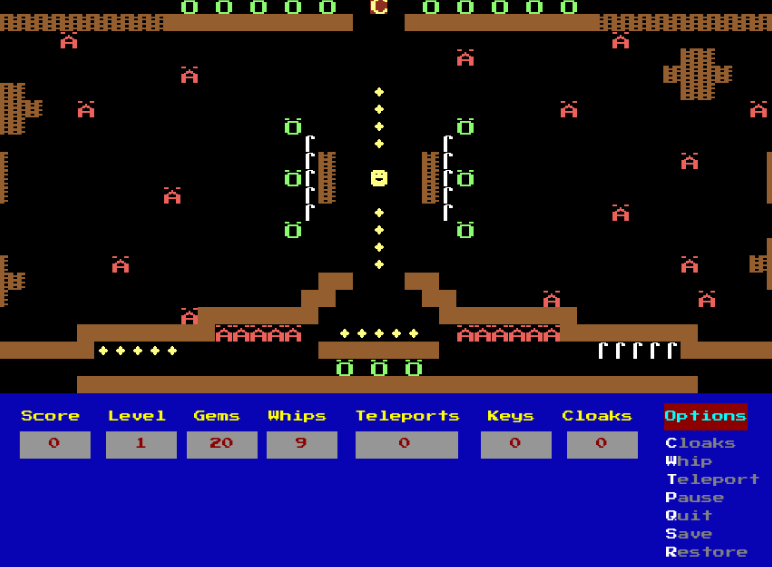 Score Level Gems Whips Teleports Keys Cloaks Options
0 1 20 9 0 0 0
Cloaks
Whip
Teleport
Pause
Quit
Save
Restore